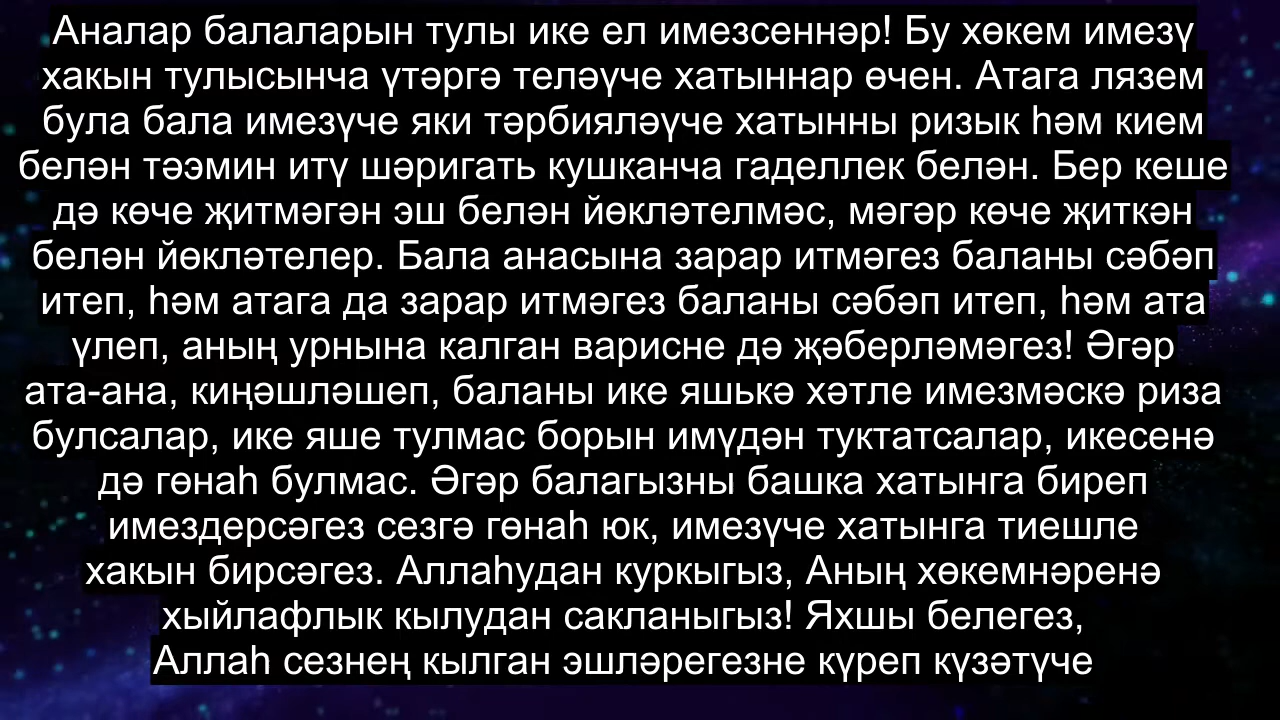 Аналар балаларын тулы ике ел имезсеннәр! Бу хөкем имезү
хакын тулысынча үтәргә теләүче хатыннар өчен. Атага лязем
була бала имезүче яки тәрбияләүче хатынны ризык һәм кием
белән тәэмин итү шәригать кушканча гаделлек белән. Бер кеше
дә көче җитмәгән эш белән йөкләтелмәс, мәгәр көче җиткән
белән йөкләтелер. Бала анасына зарар итмәгез баланы сәбәп
итеп, һәм атага да зарар итмәгез баланы сәбәп итеп, һәм ата
үлеп, аның урнына калган вариснe дә җәберләмәгез! Әгәр
ата-ана, киңәшләшеп, баланы ике яшькә хәтле имезмәскә риза
булсалар, ике яше тулмас борын имүдән туктатсалар, икесенә
дә гөнаһ булмас. Әгәр балагызны башка хатынга биреп
имездерсәгез сезгә гөнаһ юк, имезүче хатынга тиешле
хакын бирсәгез. Аллаһудан куркыгыз, Аның хөкемнәренә
хыйлафлык кылудан сакланыгыз! Яхшы белегез,
Аллаһ сезнең кылган эшләрегезне күреп күзәтүче